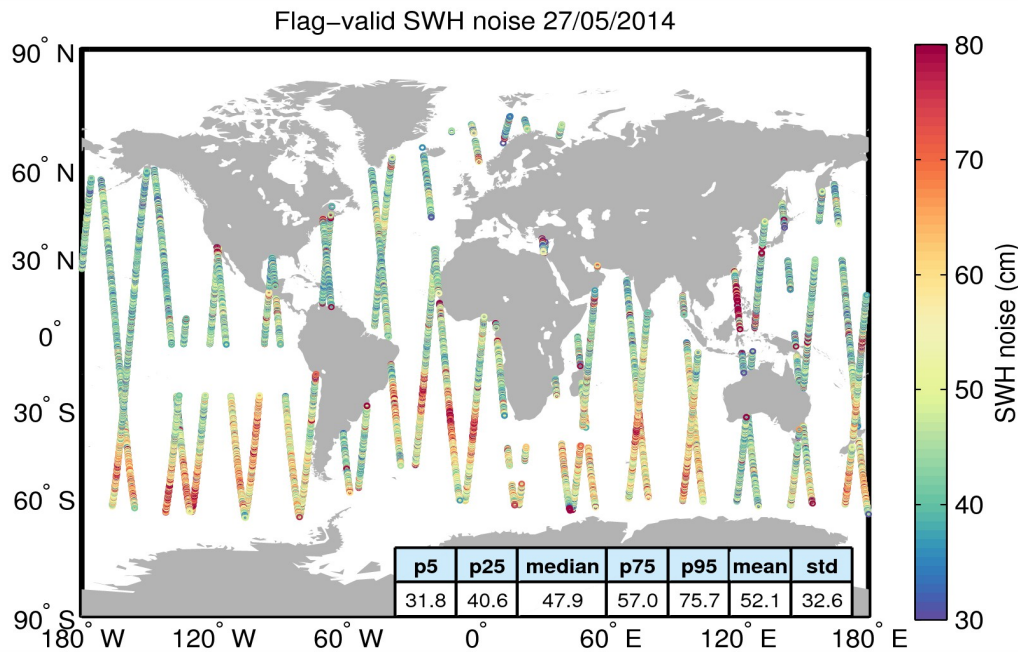 Flag−valid SWH noise 27/05/2014
90° N
60° N
30° N
0°
30° S
60° S
90° S
180° W
120° W
60° W
0°
60° E
120° E
180° E
p5 p25 median p75 p95 mean std
31.8 40.6 47.9 57.0 75.7 52.1 32.6
80
70
60
50
40
30
SWH noise (cm)